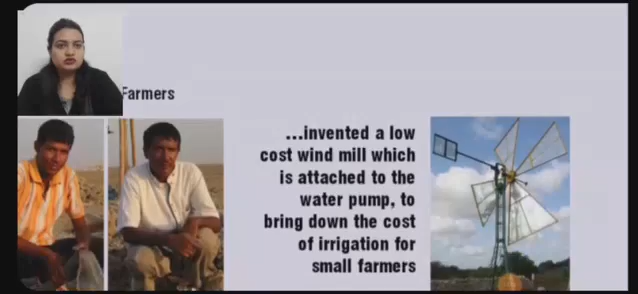 Farmers
...invented a low
cost wind mill which
is attached to the
water pump, to
bring down the cost
of irrigation for
small farmers